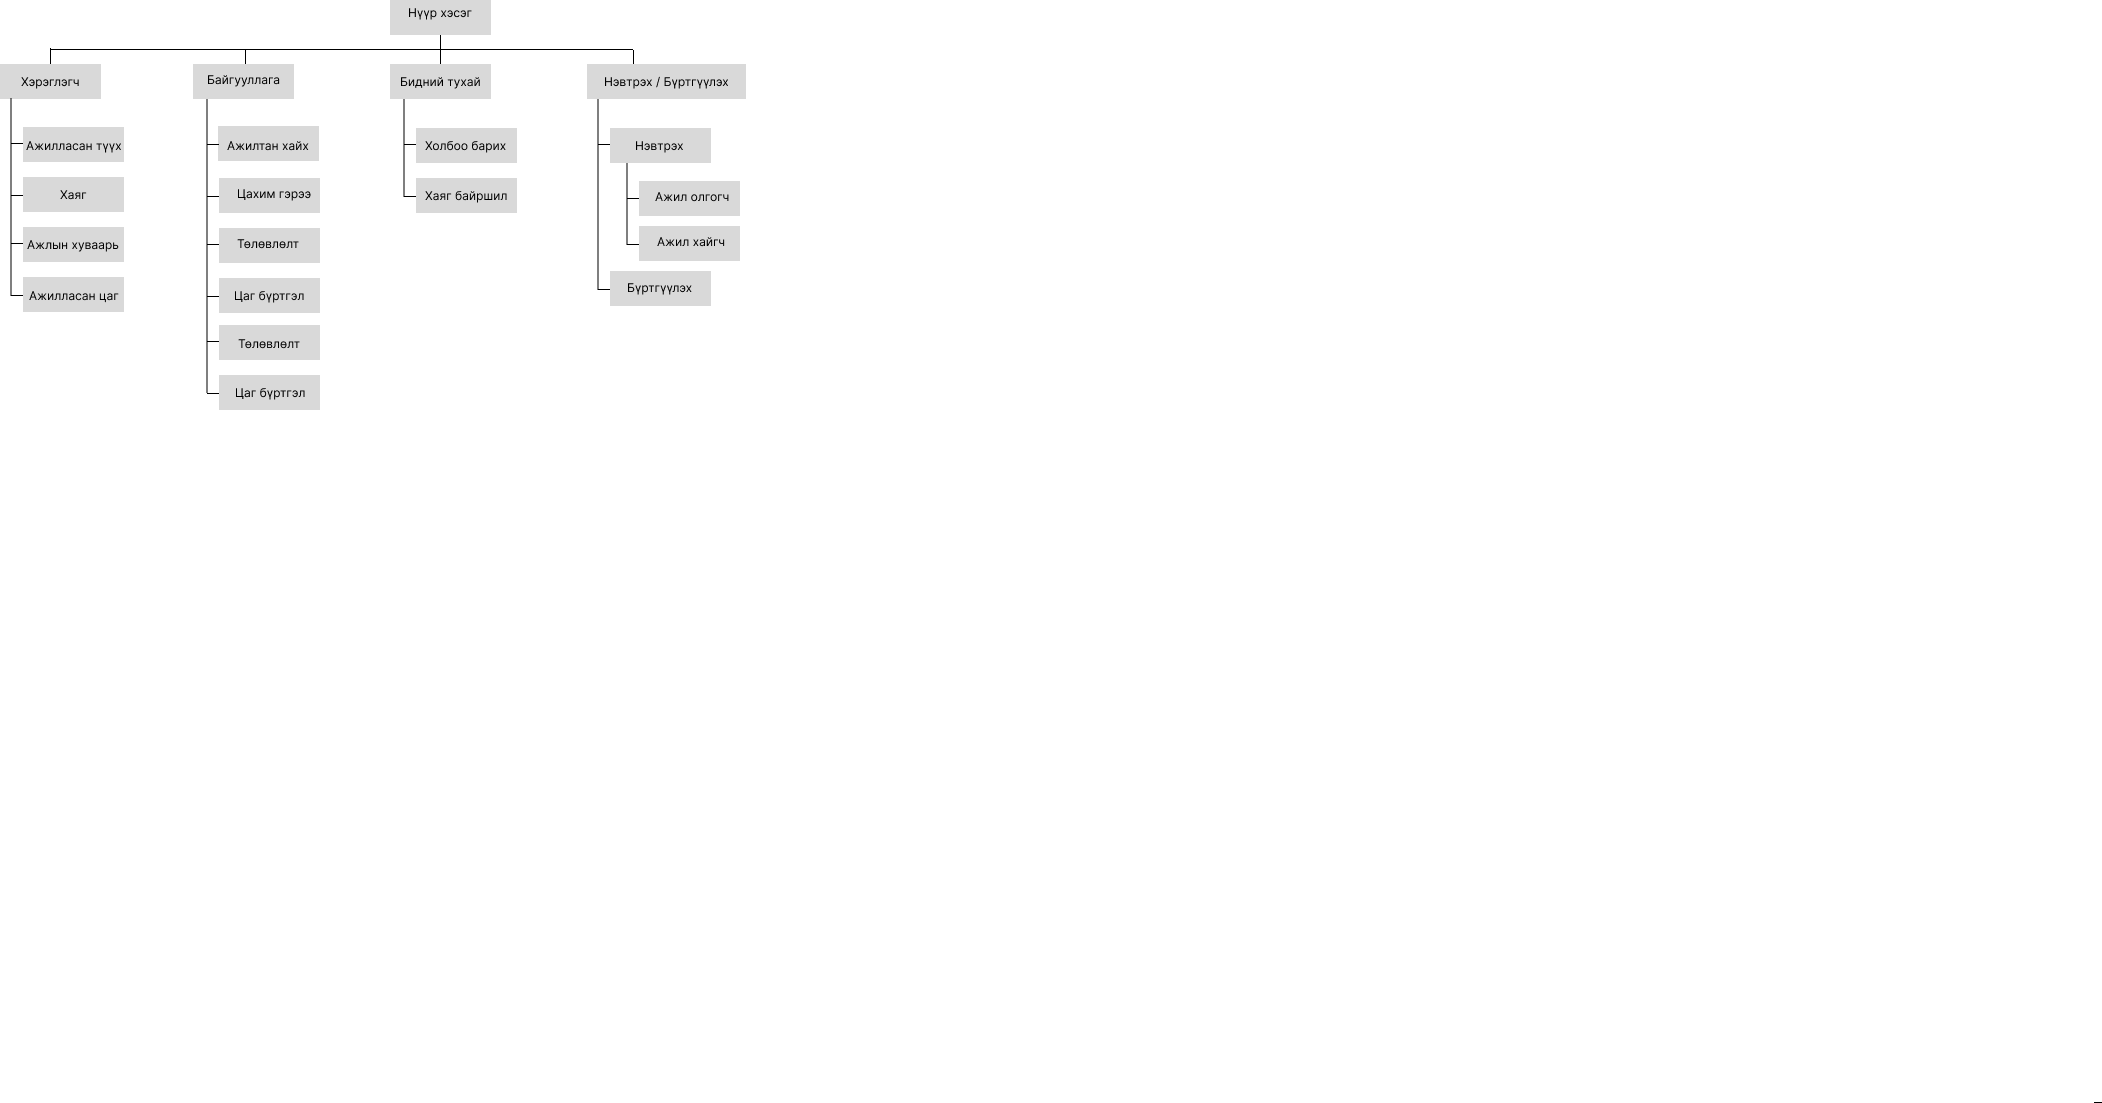 Нүүр хэсэг
Хэрэглэгч
Байгууллага
Бидний тухай
Нэвтрэх / Бүртгүүлэх
Ажилласан түүх
Хаяг
Ажлын хуваарь
Ажилласан цаг
Ажилтан хайх
Цахим гэрээ
Төлөвлөлт
Цаг бүртгэл
Төлөвлөлт
Цаг бүртгэл
Холбоо барих
Хаяг байршил
Нэвтрэх
Ажил олгогч
Ажил хайгч
Бүртгүүлэх